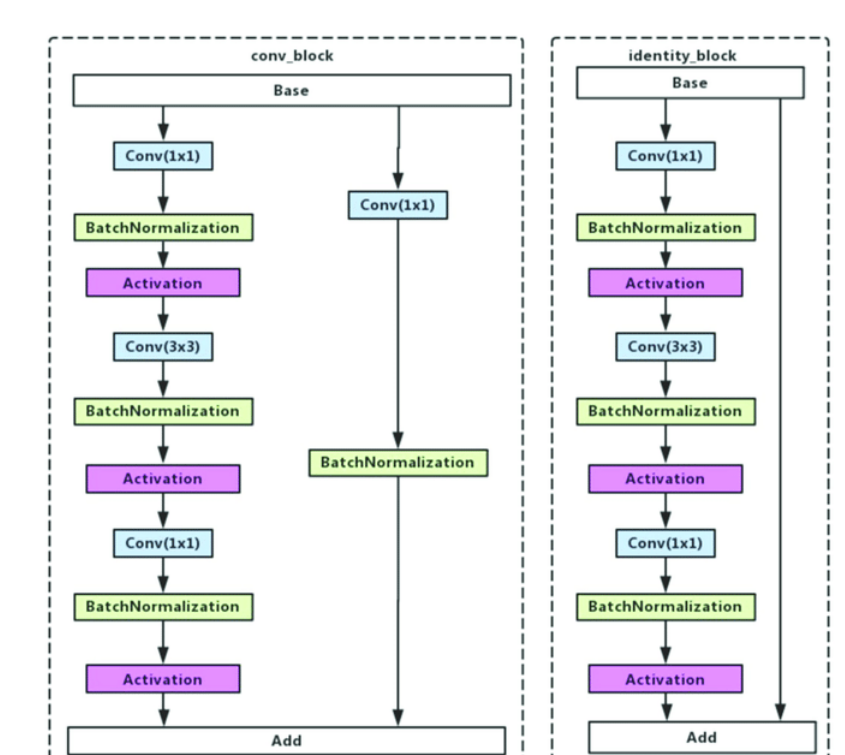 conv_block
Base
Conv(1x1)
Conv(1x1)
BatchNormalization
Activation
Conv(3x3)
BatchNormalization
BatchNormalization
Activation
Conv(1x1)
BatchNormalization
Activation
Add
identity_block
Base
Conv(1x1)
BatchNormalization
Activation
Conv(3x3)
BatchNormalization
Activation
Conv(1x1)
BatchNormalization
Activation
Add